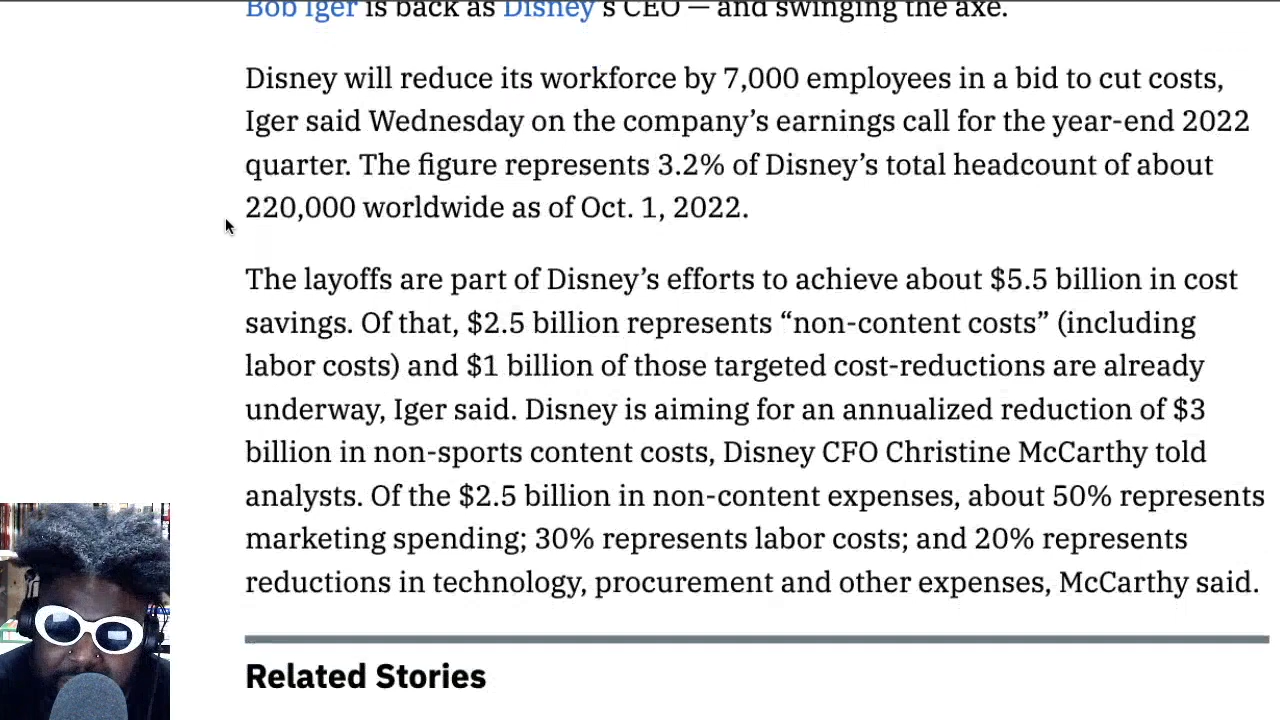 Bob Iger is back as Disney's CEO — and swinging the axe.
Disney will reduce its workforce by 7,000 employees in a bid to cut costs,
Iger said Wednesday on the company’s earnings call for the year-end 2022
quarter. The figure represents 3.2% of Disney’s total headcount of about
220,000 worldwide as of Oct. 1, 2022.
The layoffs are part of Disney’s efforts to achieve about $5.5 billion in cost
savings. Of that, $2.5 billion represents “non-content costs” (including
labor costs) and $1 billion of those targeted cost-reductions are already
underway, Iger said. Disney is aiming for an annualized reduction of $3
billion in non-sports content costs, Disney CFO Christine McCarthy told
analysts. Of the $2.5 billion in non-content expenses, about 50% represents
marketing spending; 30% represents labor costs; and 20% represents
reductions in technology, procurement and other expenses, McCarthy said.
Related Stories